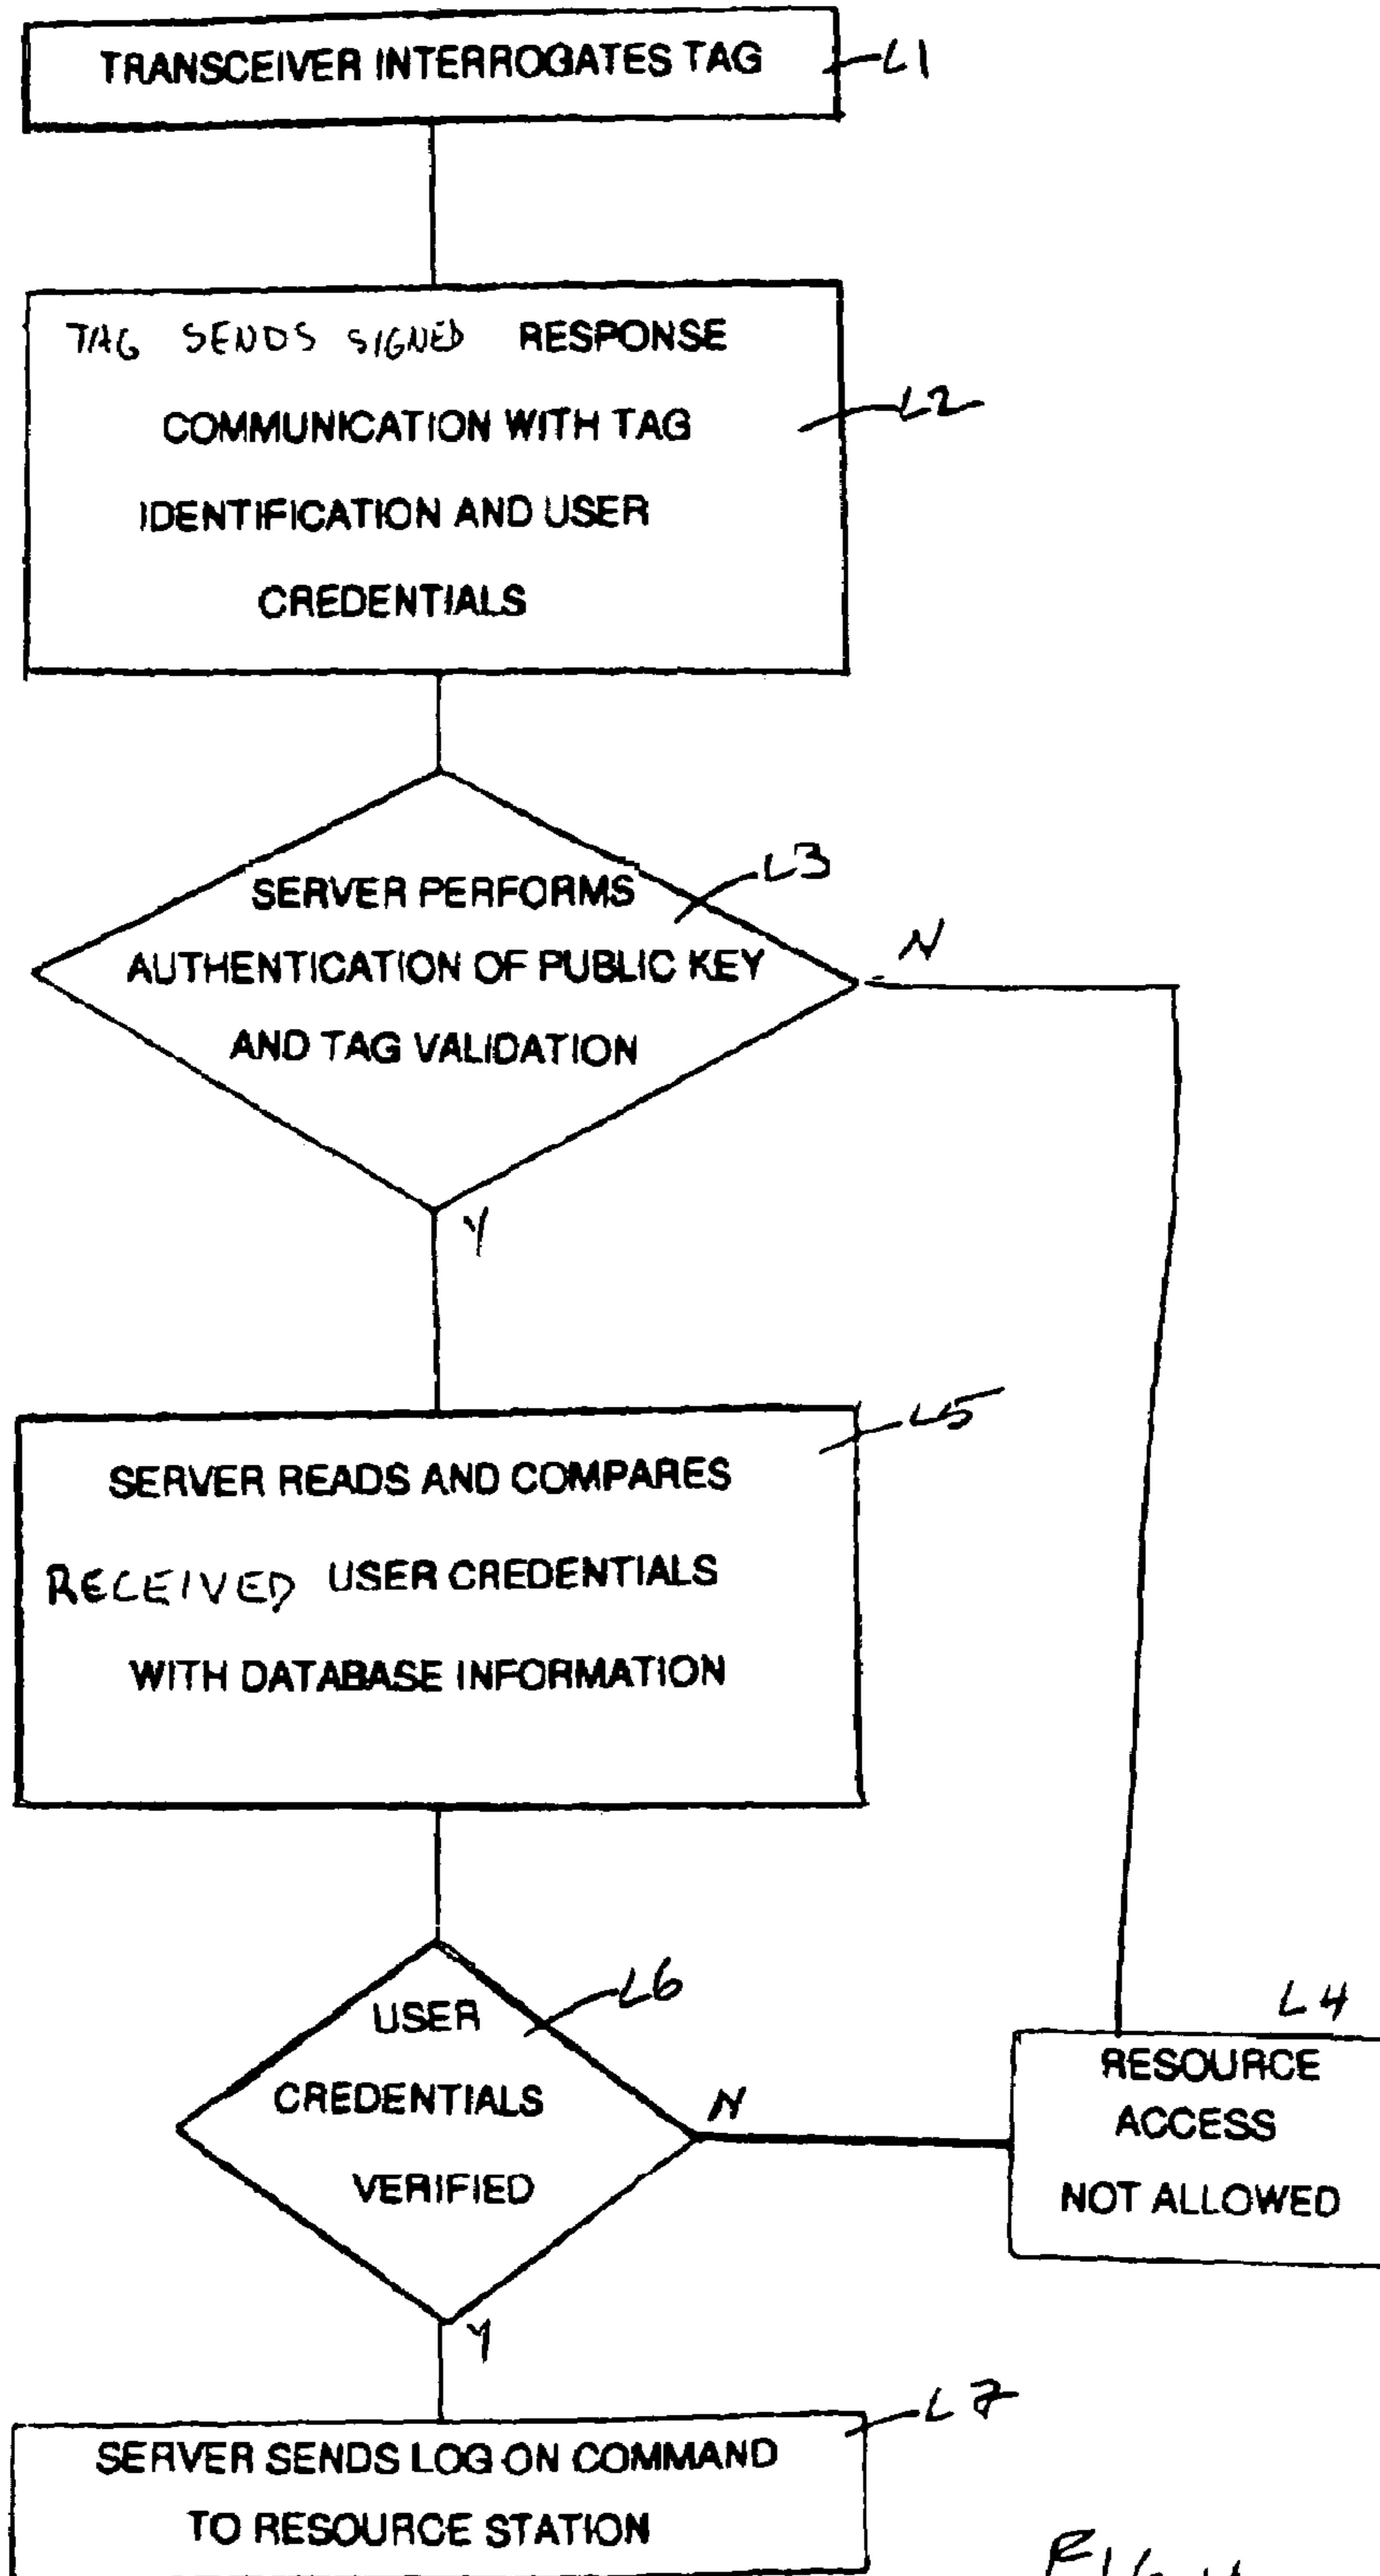 TRANSCEIVER INTERROGATES TAG
L1
TAG SENDS SIGNED RESPONSE
COMMUNICATION WITH TAG
IDENTIFICATION AND USER
CREDENTIALS
L2
SERVER PERFORMS
AUTHENTICATION OF PUBLIC KEY
AND TAG VALIDATION
L3
N
Y
SERVER READS AND COMPARES
RECEIVED USER CREDENTIALS
WITH DATABASE INFORMATION
L5
USER
CREDENTIALS
VERIFIED
L6
N
L4
RESOURCE
ACCESS
NOT ALLOWED
Y
SERVER SENDS LOG ON COMMAND
TO RESOURCE STATION
L7
FIG